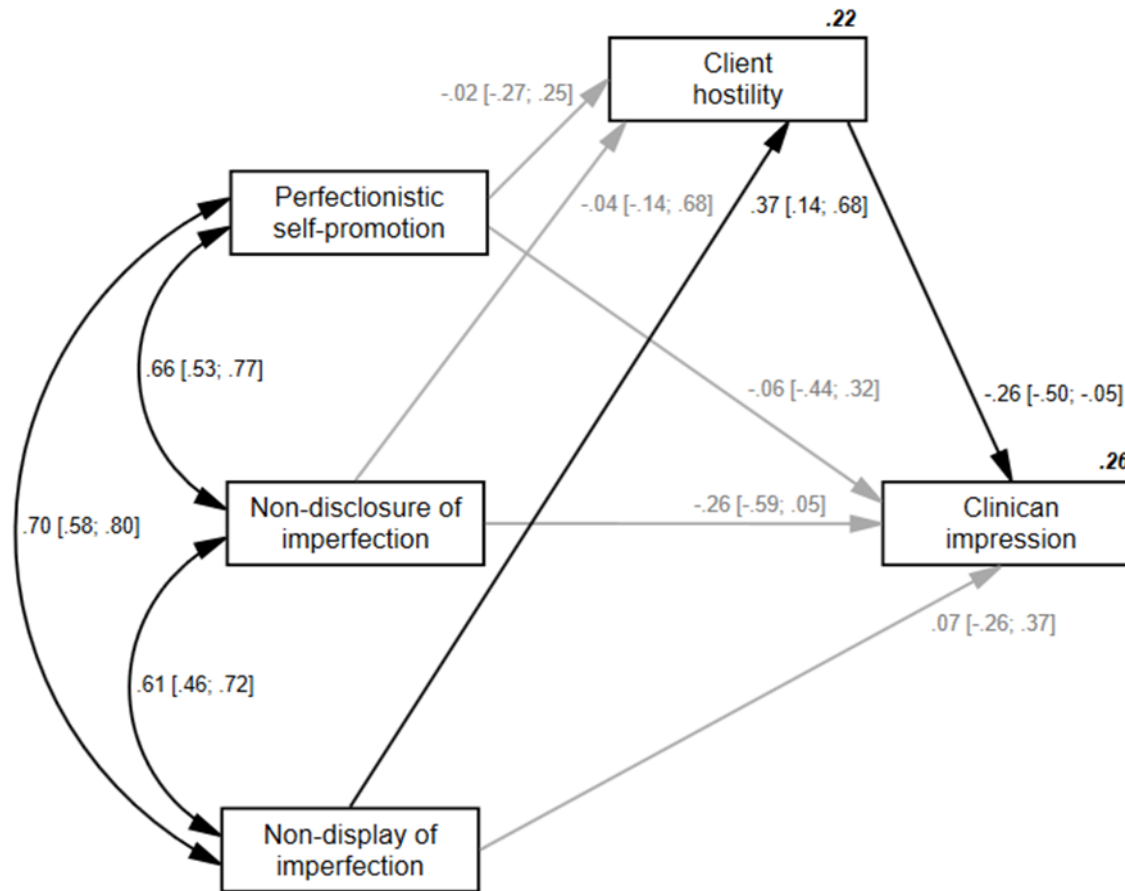 .22
Client
hostility
-.02 [-.27; .25]
Perfectionistic
self-promotion
-.04 [-.14; .68]
.37 [.14; .68]
.66 [.53; .77]
-.06 [-.44; .32]
-.26 [-.50; -.05]
.26
Non-disclosure of
imperfection
-.26 [-.59; .05]
Clinican
impression
.70 [.58; .80]
.07 [-.26; .37]
.61 [.46; .72]
Non-display of
imperfection